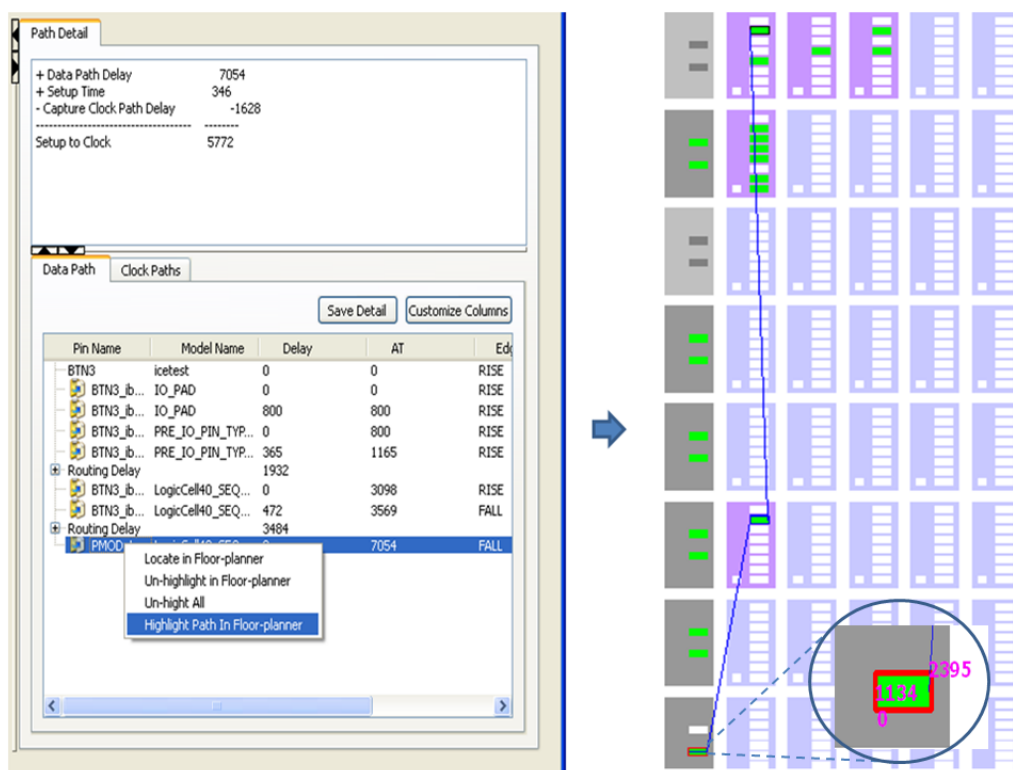 Path Detail
+ Data Path Delay 7054
+ Setup Time 346
- Capture Clock Path Delay -1628
---------------------------------------- --------
Setup to Clock 5772
Data Path Clock Paths
Save Detail Customize Columns
Pin Name Model Name Delay AT Edg
BTN3 icetest 0 0 RISE
BTN3_ib... IO_PAD 0 0 RISE
BTN3_ib... IO_PAD 800 800 RISE
BTN3_ib... PRE_IO_PIN_TYP... 0 800 RISE
BTN3_ib... PRE_IO_PIN_TYP... 365 1165 RISE
Routing Delay 1932
BTN3_ib... LogicCell40_SEQ... 0 3098 RISE
BTN3_ib... LogicCell40_SEQ... 472 3569 FALL
Routing Delay 3484
7054 FALL
Locate in Floor-planner
Un-highlight in Floor-planner
Un-hight All
Highlight Path In Floor-planner
2395
1134
0